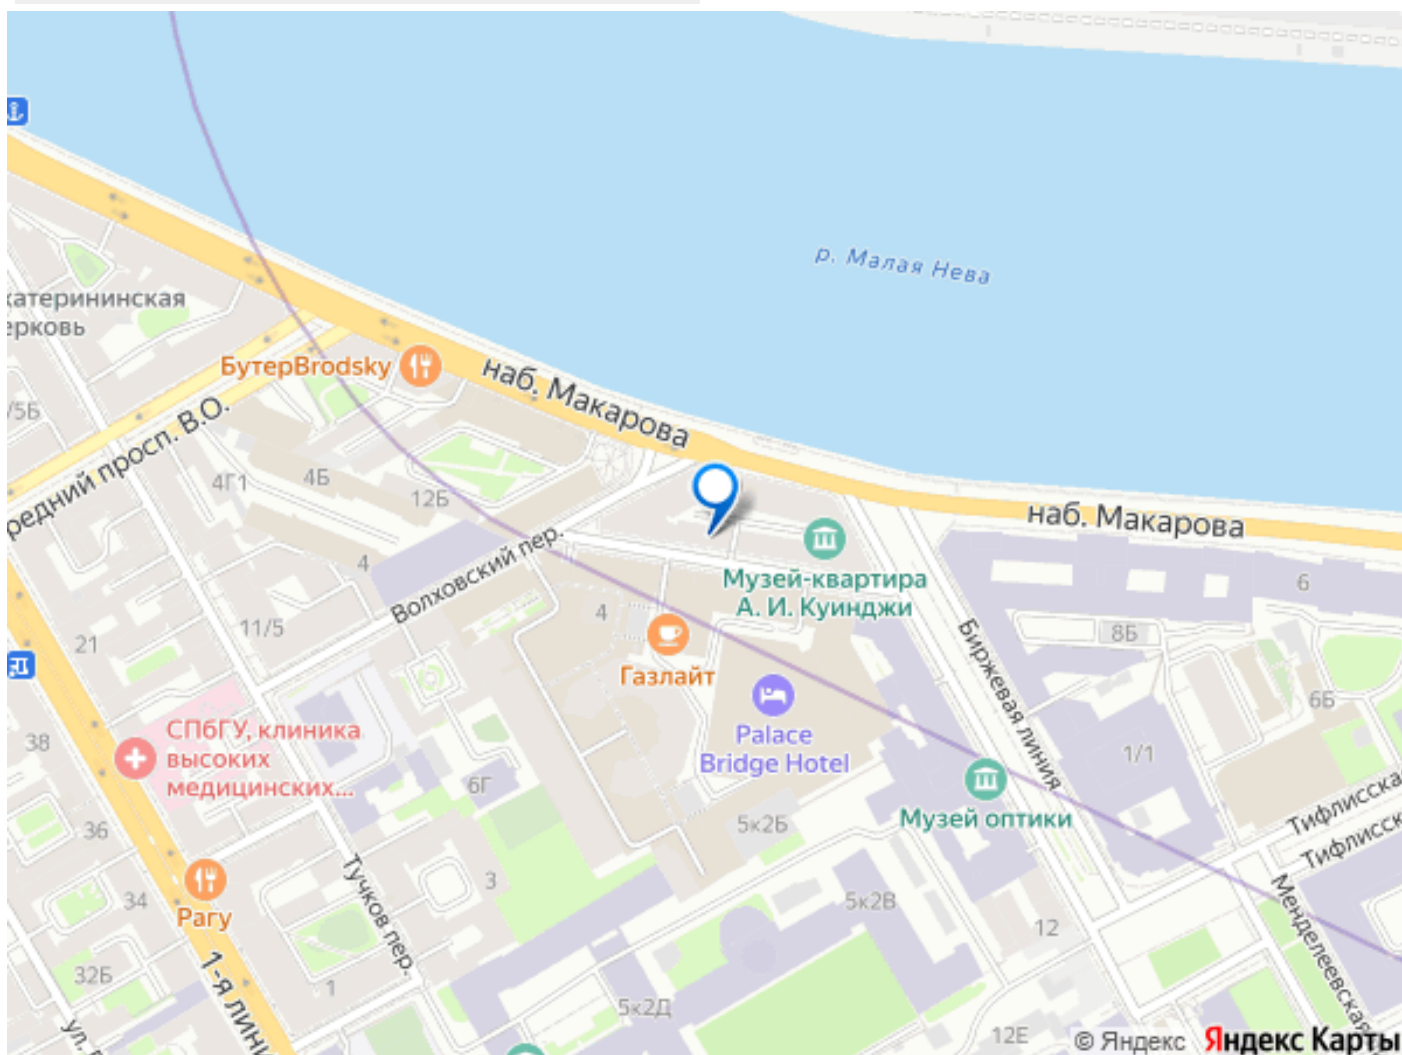 р. Малая Нева
катерининская
ерковь
БутерBrodsky
наб. Макарова
/5Б
Средний просп. В.О.
4Г1
4Б
12Б
наб. Макарова
4
Волховский пер.
Музей-квартира
А. И. Куинджи
6
4
11/5
21
8Б
Биржевая линия
Газлайт
6Б
СПбГУ, клиника
высоких
медицинских...
38
Palace
Bridge Hotel
1/1
6Г
Музей оптики
Тифлисска
Тифлисск
36
5к2Б
Тучков пер.
3
34
Рагу
5к2В
12
Менделеевская
32Б
1
1-я лини
5к2Д
ул.
12Е
© Яндекс Яндекс Карты